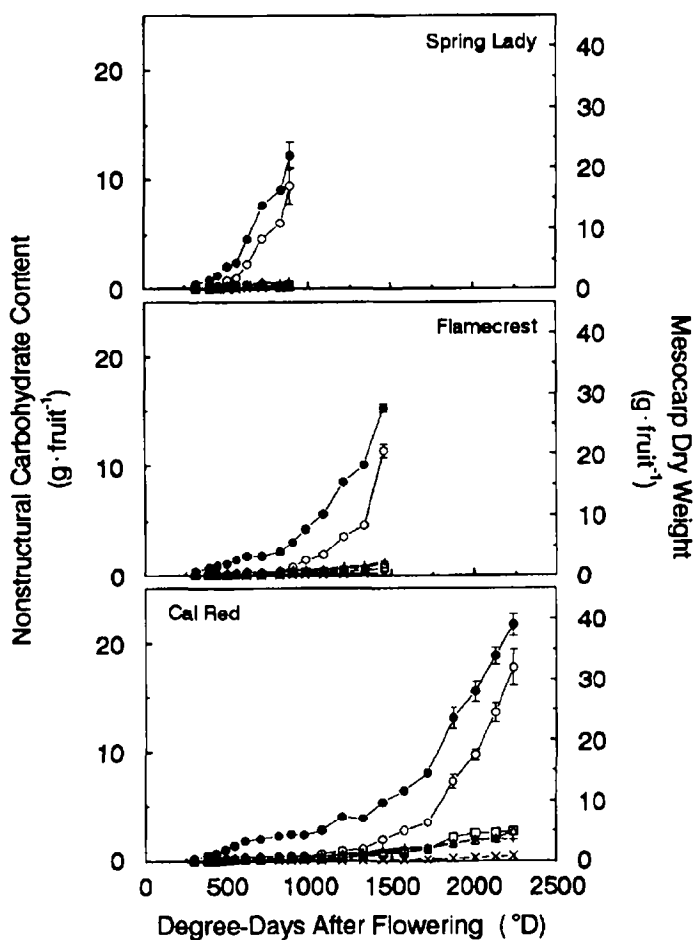 Nonstructural Carbohydrate Content
(g·fruit⁻¹)
20
10
0
Spring Lady
40
30
20
10
0
20
10
0
Flamecrest
40
30
20
10
0
Mesocarp Dry Weight
(g·fruit⁻¹)
20
10
0
Cal Red
40
30
20
10
0
0 500 1000 1500 2000 2500
Degree-Days After Flowering (°D)